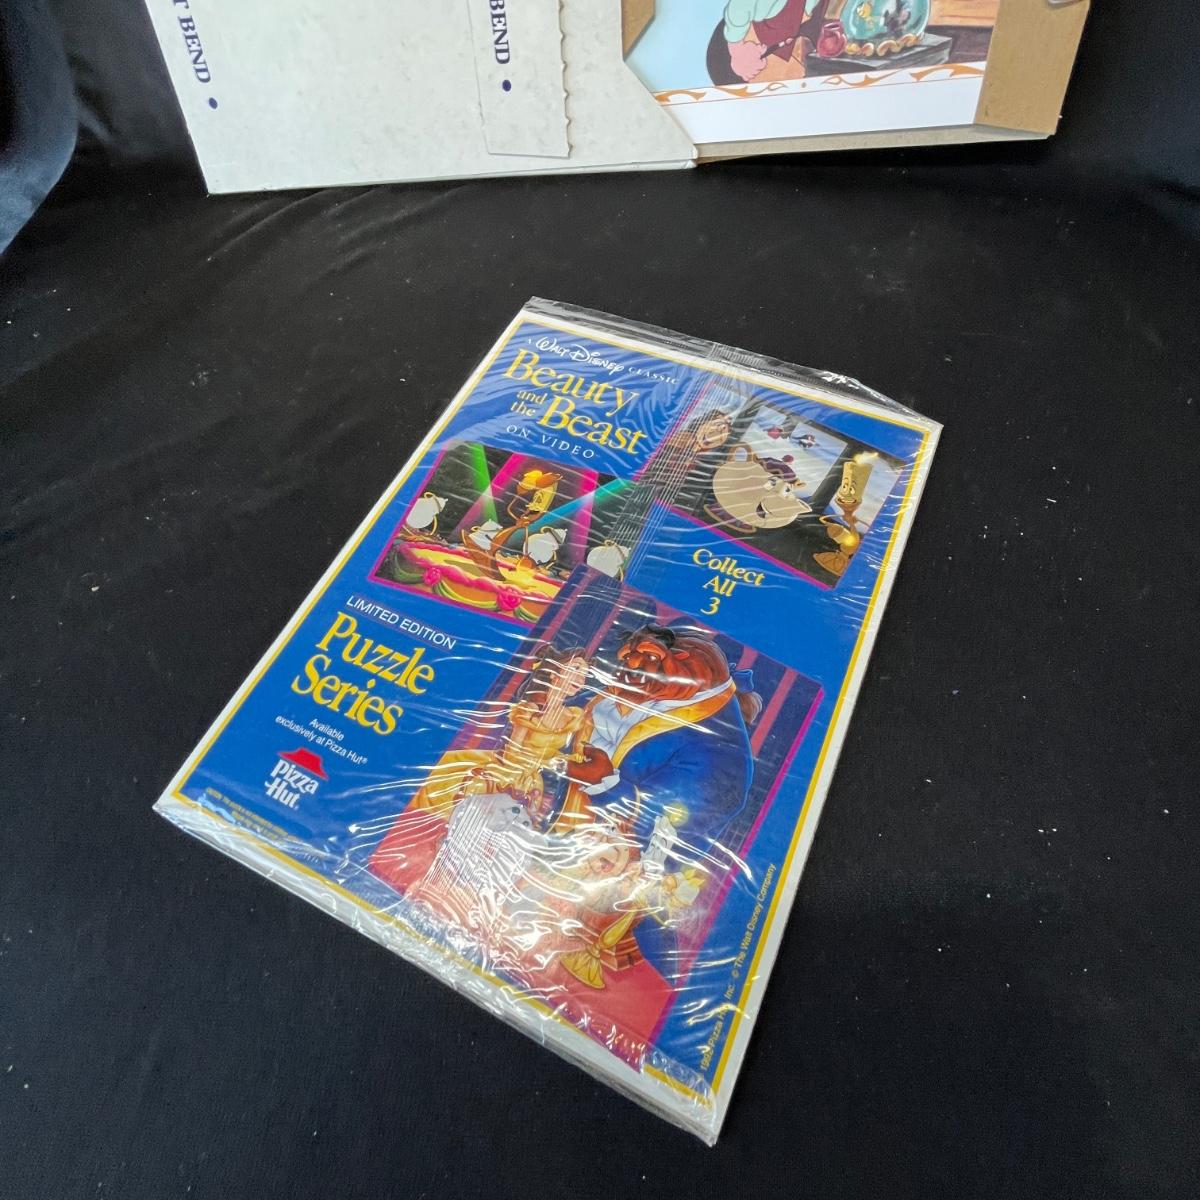 T BEND •
BEND •
A WALT DISNEY CLASSIC
Beauty
and
the
Beast
ON VIDEO
Collect
All
3
LIMITED EDITION
Puzzle
Series
Available
exclusively at Pizza Hut®
Pizza
Hut
1992 Pizza Hut, Inc. © The Walt Disney Company